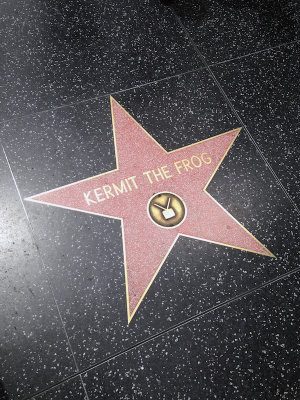 KERMIT THE FROG